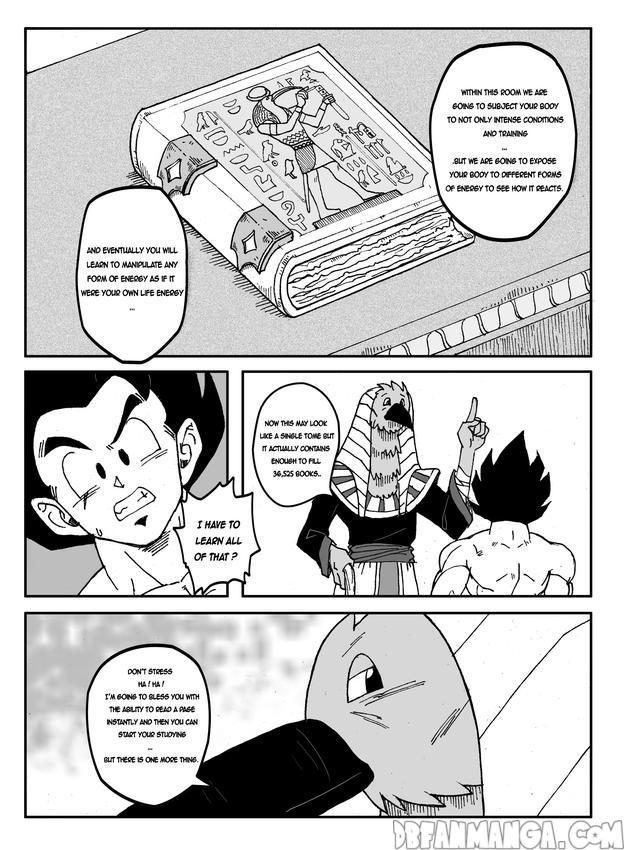 WITHIN THIS ROOM WE ARE
GOING TO SUBJECT YOUR BODY
TO NOT ONLY INTENSE CONDITIONS
AND TRAINING
...
.BUT WE ARE GOING TO EXPOSE
YOUR BODY TO DIFFERENT FORMS
OF ENERGY TO SEE HOW IT REACTS.
AND EVENTUALLY YOU WILL
LEARN TO MANIPULATE ANY
FORM OF ENERGY AS IF IT
WERE YOUR OWN LIFE ENERGY
...
I HAVE TO
LEARN ALL
OF THAT ?
NOW THIS MAY LOOK
LIKE A SINGLE TOME BUT
IT ACTUALLY CONTAINS
ENOUGH TO FILL
36,525 BOOKS..
DON'T STRESS
HA ! HA !
I'M GOING TO BLESS YOU WITH
THE ABILITY TO READ A PAGE
INSTANTLY AND THEN YOU CAN
START YOUR STUDYING
...
BUT THERE IS ONE MORE THING.
DBFANMANGA.COM